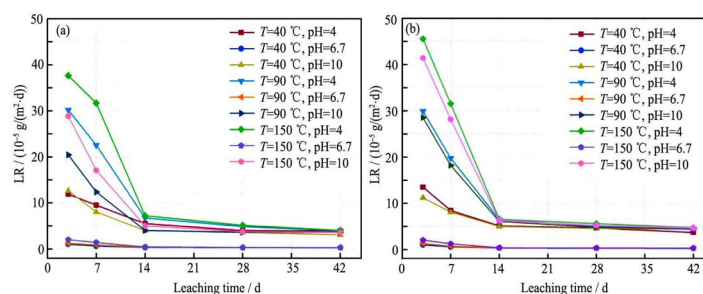 (a)
T=40 ℃, pH=4
T=40 ℃, pH=6.7
T=40 ℃, pH=10
T=90 ℃, pH=4
T=90 ℃, pH=6.7
T=90 ℃, pH=10
T=150 ℃, pH=4
T=150 ℃, pH=6.7
T=150 ℃, pH=10
LR / (10⁻⁵ g/(m²·d))
50
40
30
20
10
0
0 7 14 21 28 35 42
Leaching time / d
(b)
T=40 ℃, pH=4
T=40 ℃, pH=6.7
T=40 ℃, pH=10
T=90 ℃, pH=4
T=90 ℃, pH=6.7
T=90 ℃, pH=10
T=150 ℃, pH=4
T=150 ℃, pH=6.7
T=150 ℃, pH=10
LR / (10⁻⁵ g/(m²·d))
50
40
30
20
10
0
0 7 14 21 28 35 42
Leaching time / d